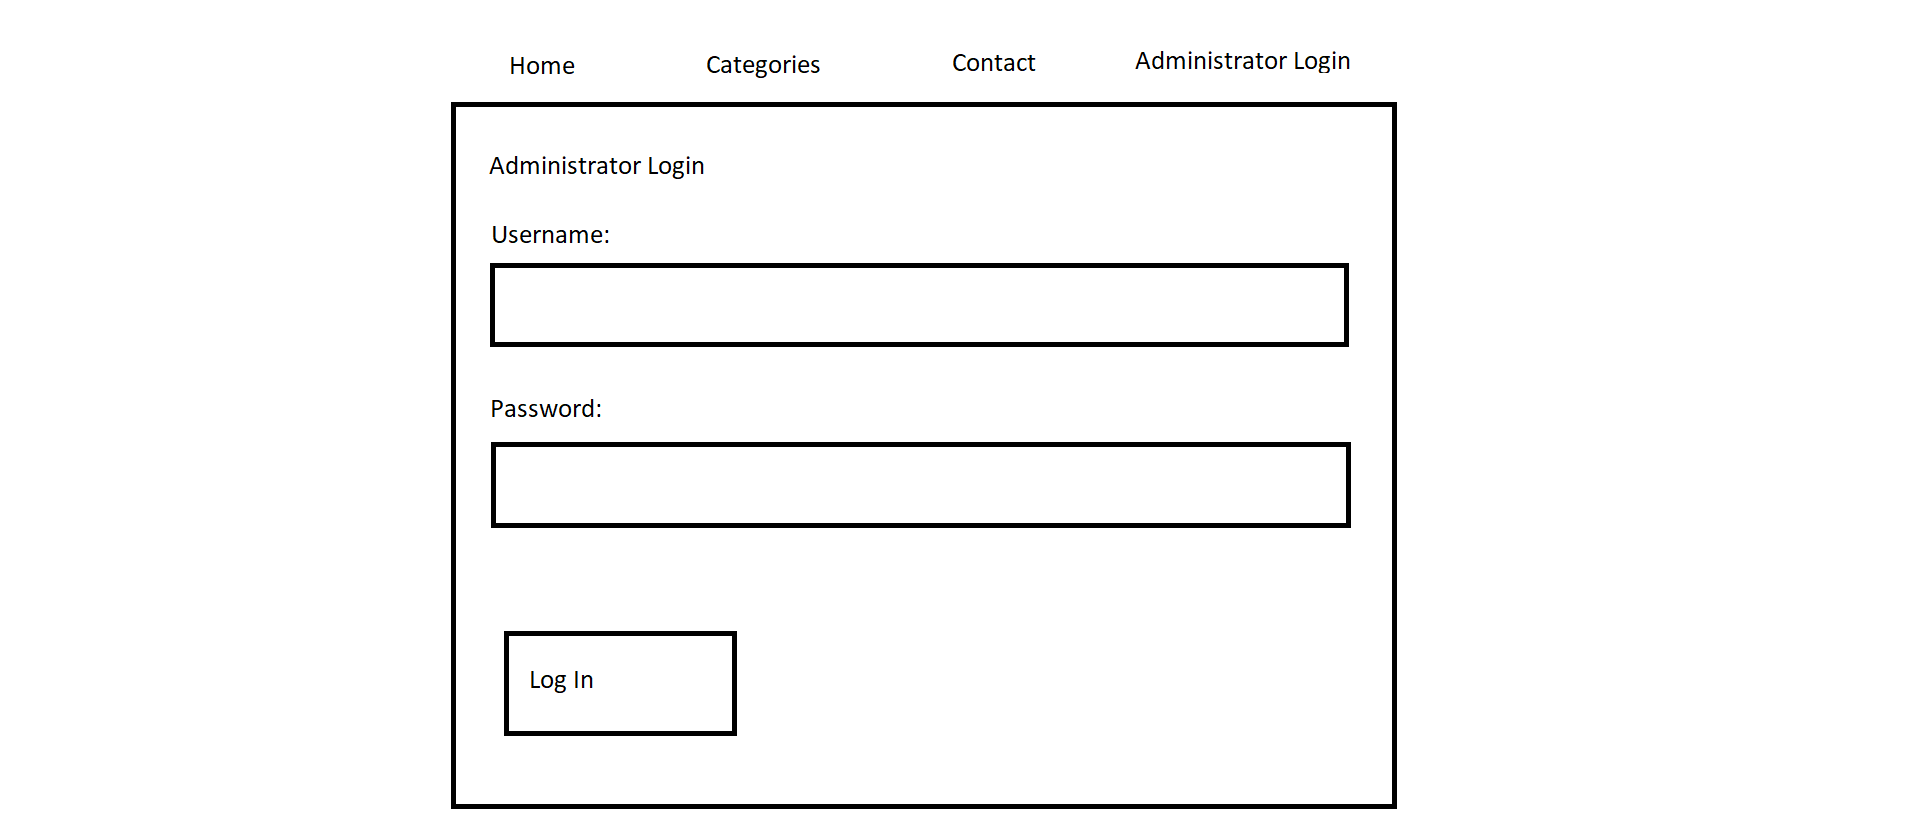 Home Categories Contact Administrator Login
Administrator Login
Username:
Password:
Log In